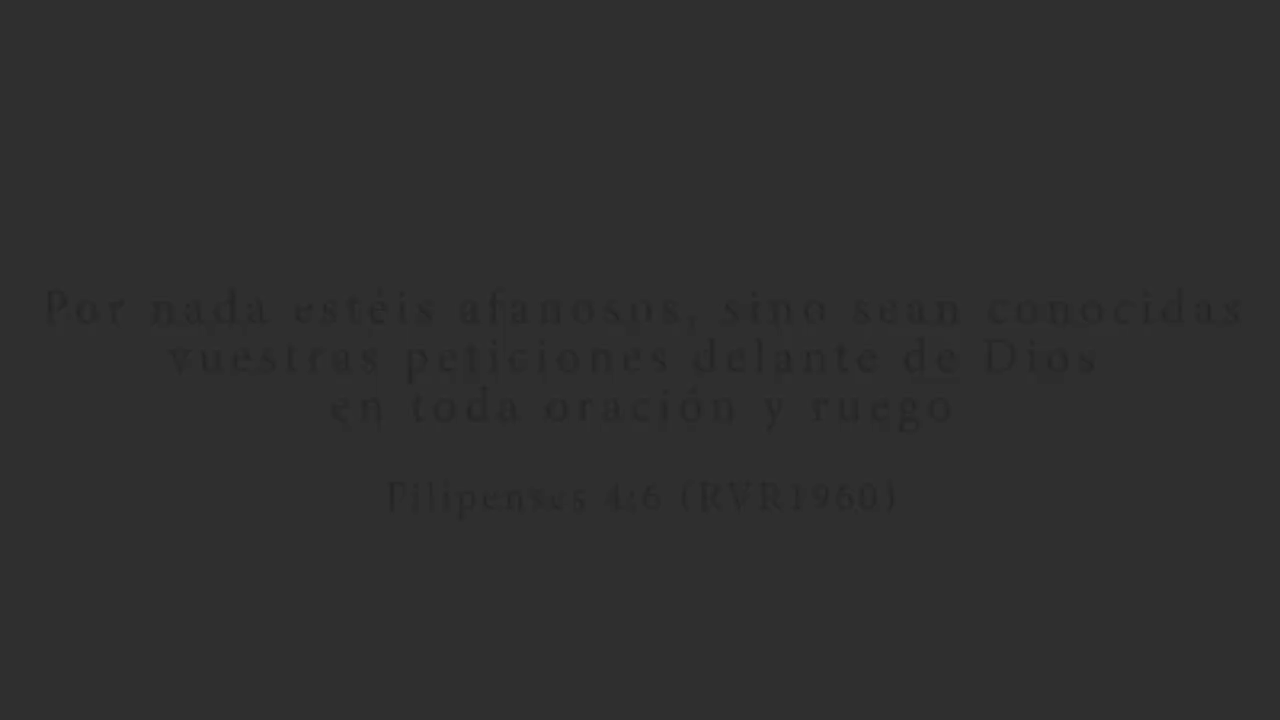 Por nada estéis afanosos, sino sean conocidas
vuestras peticiones delante de Dios
en toda oración y ruego
Filipenses 4:6 (RVR1960)